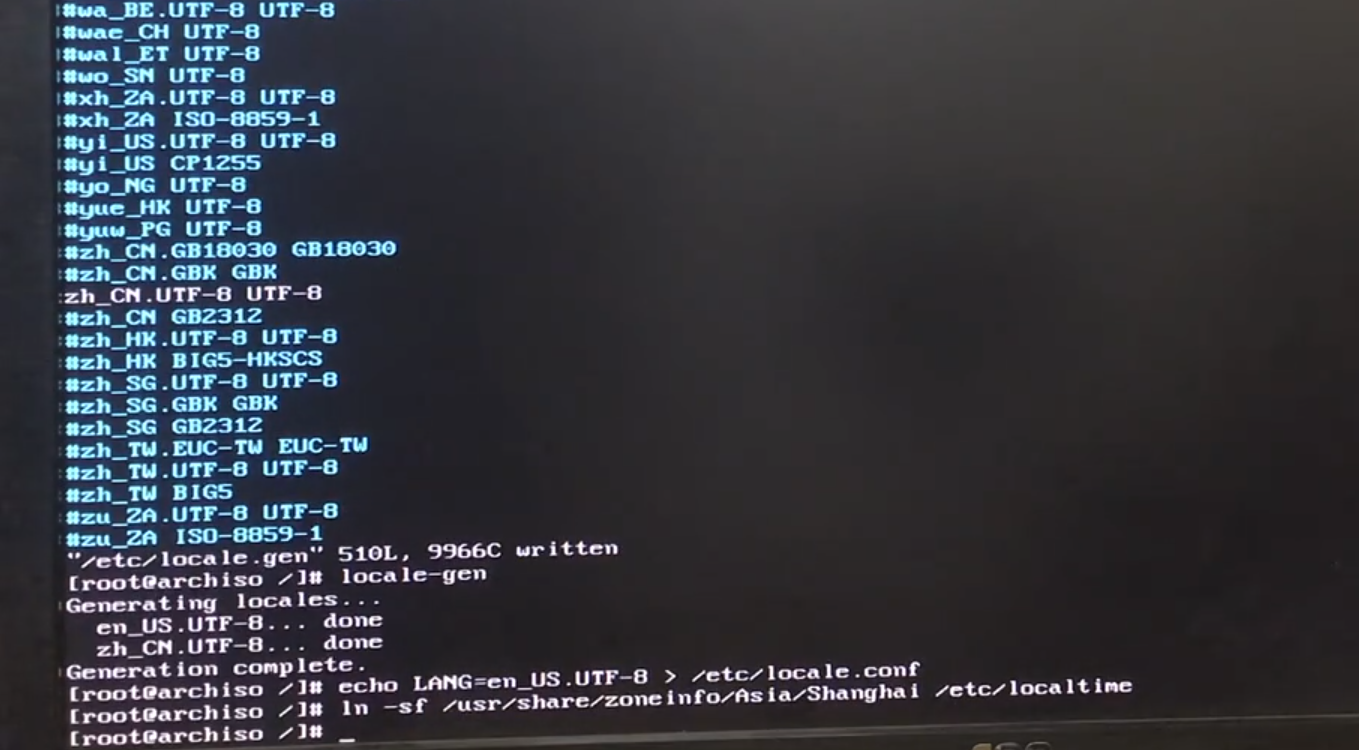 #wa_BE.UTF-8 UTF-8
#wae_CH UTF-8
#wal_ET UTF-8
#wo_SN UTF-8
#xh_ZA.UTF-8 UTF-8
#xh_ZA ISO-8859-1
#yi_US.UTF-8 UTF-8
#yi_US CP1255
#yo_NG UTF-8
#yue_HK UTF-8
#yuw_PG UTF-8
#zh_CN.GB18030 GB18030
#zh_CN.GBK GBK
zh_CN.UTF-8 UTF-8
#zh_CN GB2312
#zh_HK.UTF-8 UTF-8
#zh_HK BIG5-HKSCS
#zh_SG.UTF-8 UTF-8
#zh_SG.GBK GBK
#zh_SG GB2312
#zh_TW.EUC-TW EUC-TW
#zh_TW.UTF-8 UTF-8
#zh_TW BIG5
#zu_ZA.UTF-8 UTF-8
#zu_ZA ISO-8859-1
"/etc/locale.gen" 510L, 9966C written
[root@archiso /]# locale-gen
Generating locales...
  en_US.UTF-8... done
  zh_CN.UTF-8... done
Generation complete.
[root@archiso /]# echo LANG=en_US.UTF-8 > /etc/locale.conf
[root@archiso /]# ln -sf /usr/share/zoneinfo/Asia/Shanghai /etc/localtime
[root@archiso /]# _